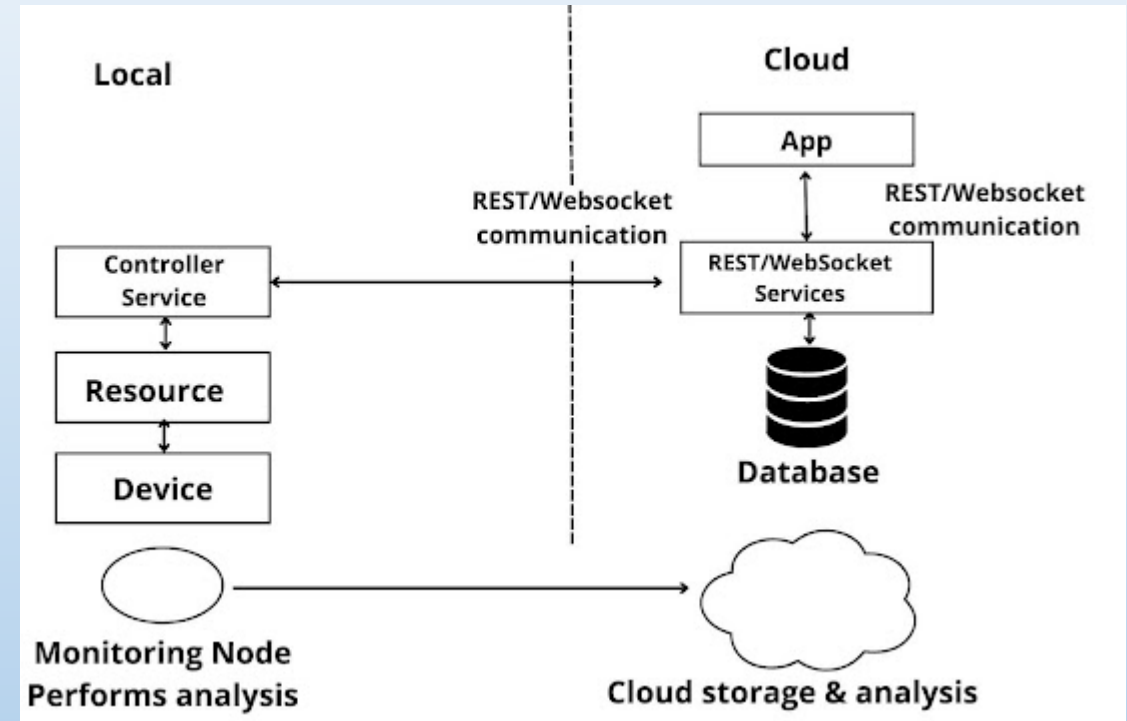 Local
Cloud
App
REST/Websocket
communication
REST/Websocket
communication
Controller
Service
REST/WebSocket
Services
Resource
Device
Database
Monitoring Node
Performs analysis
Cloud storage & analysis